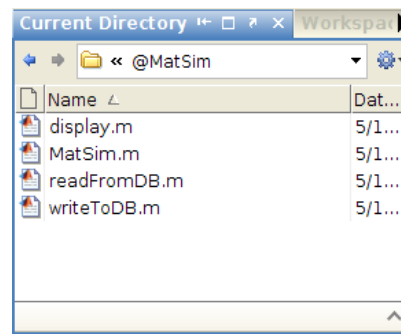 Current Directory Workspac
« @MatSim
Name Dat...
display.m 5/1...
MatSim.m 5/1...
readFromDB.m 5/1...
writeToDB.m 5/1...